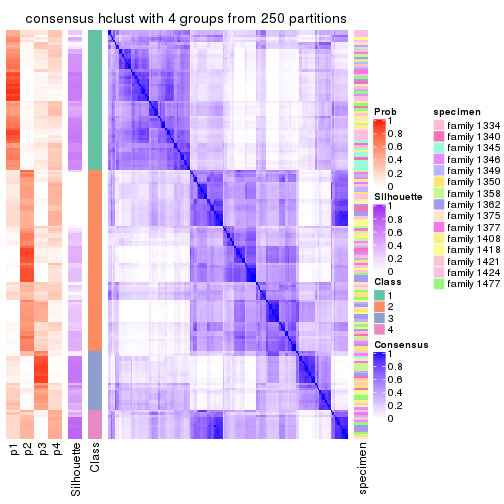 consensus hclust with 4 groups from 250 partitions
p1
p2
p3
p4
Silhouette
Class
specimen
Prob
1
0.8
0.6
0.4
0.2
0
Silhouette
1
0.8
0.6
0.4
0.2
0
Class
1
2
3
4
Consensus
1
0.8
0.6
0.4
0.2
0
specimen
family 1334
family 1340
family 1345
family 1346
family 1349
family 1350
family 1358
family 1362
family 1375
family 1377
family 1408
family 1418
family 1421
family 1424
family 1477